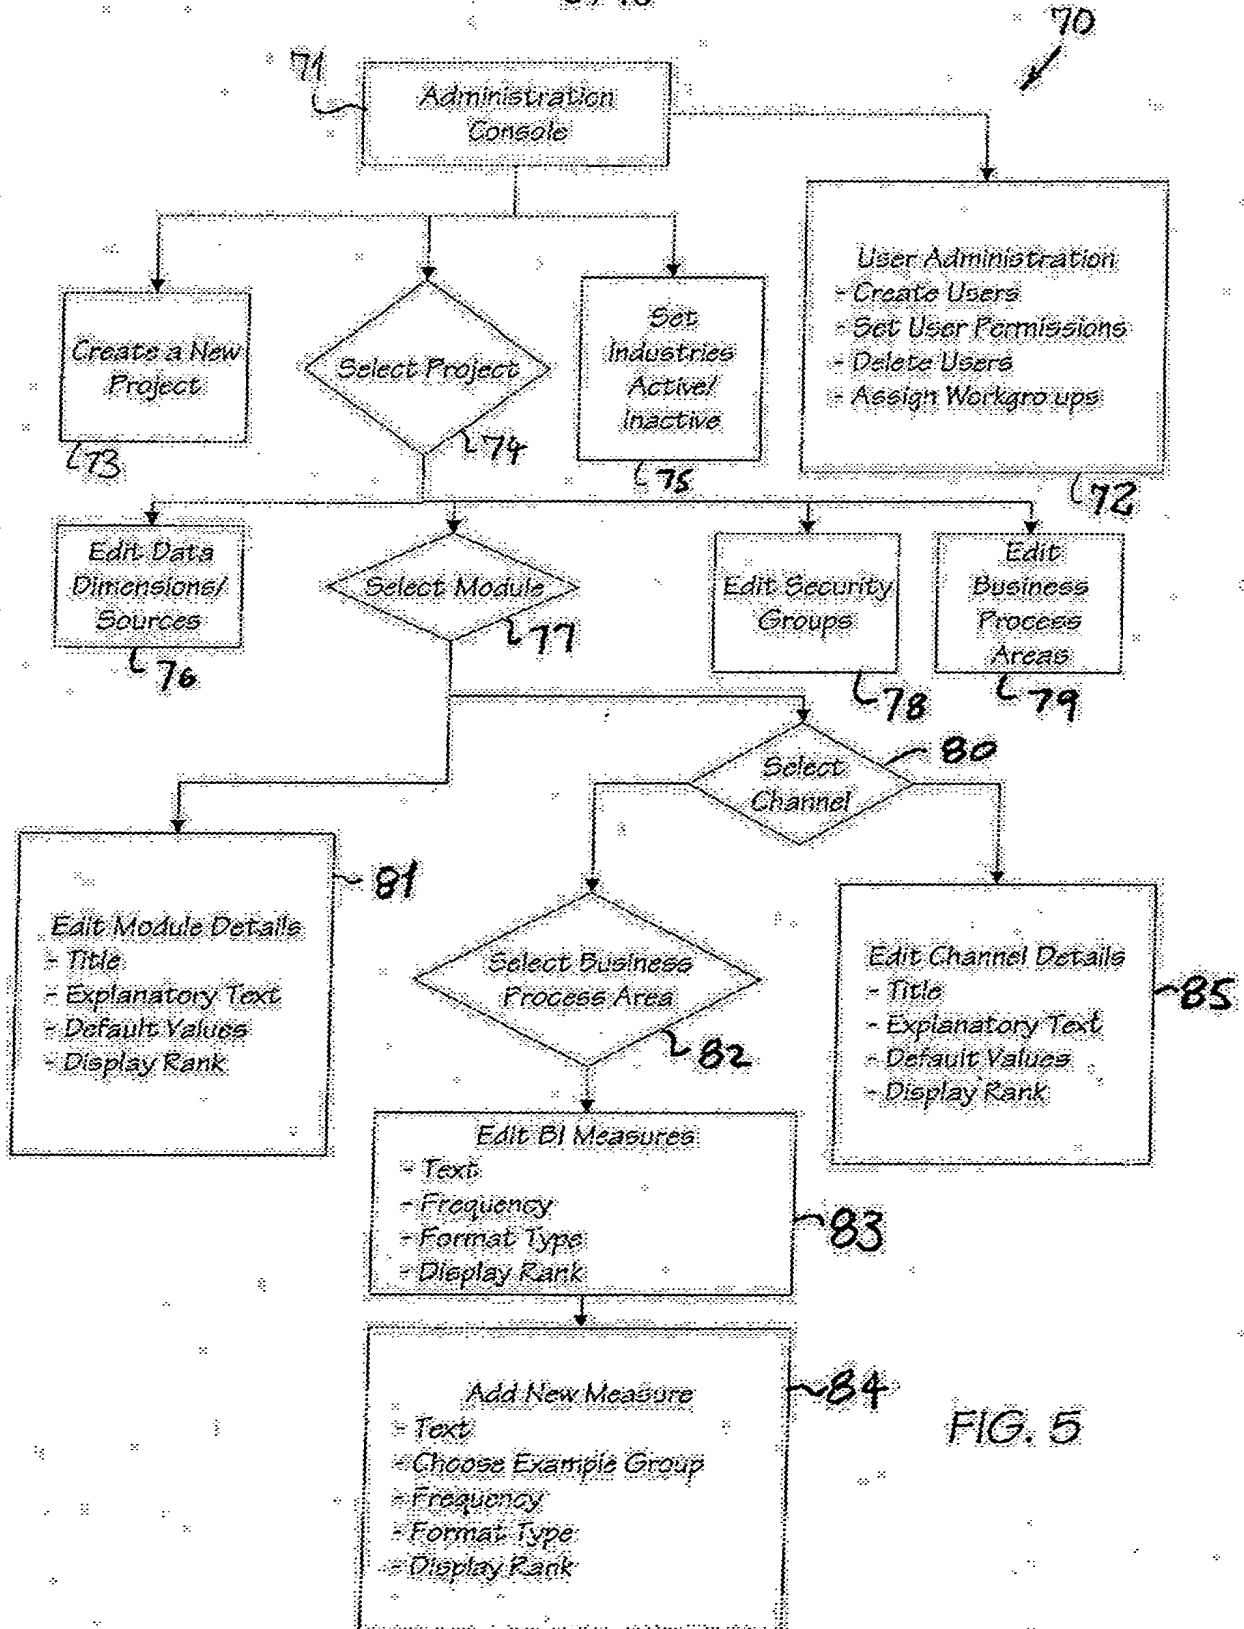 70
71
Administration
Console
User Administration
- Create Users
- Set User Permissions
- Delete Users
- Assign Workgroups
72
Create a New
Project
73
Select Project
74
Set
Industries
Active/
Inactive
75
Edit Data
Dimensions/
Sources
76
Select Module
77
Edit Security
Groups
78
Edit
Business
Process
Areas
79
Select
Channel
80
81
Edit Module Details
- Title
- Explanatory Text
- Default Values
- Display Rank
Select Business
Process Area
82
Edit Channel Details
- Title
- Explanatory Text
- Default Values
- Display Rank
85
Edit BI Measures
- Text
- Frequency
- Format Type
- Display Rank
83
Add New Measure
- Text
- Choose Example Group
- Frequency
- Format Type
- Display Rank
84
FIG. 5